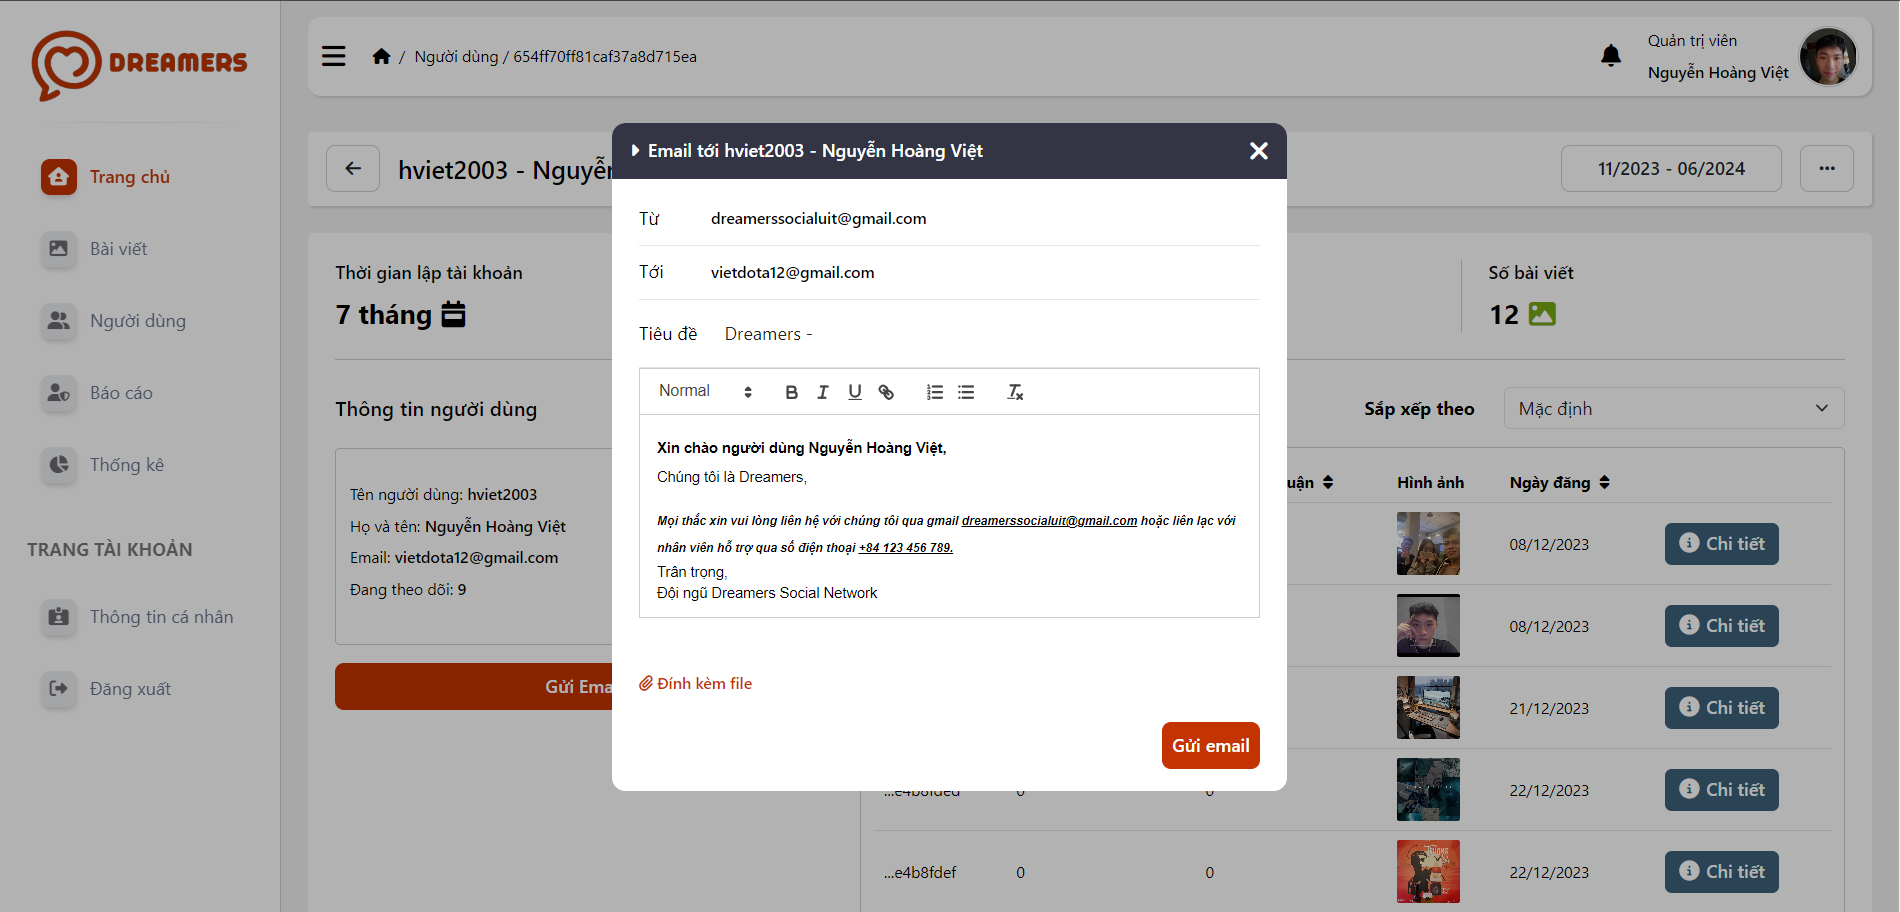 DREAMERS
/ Người dùng / 654ff70ff81caf37a8d715ea
Quản trị viên
Nguyễn Hoàng Việt
Trang chủ
Bài viết
Người dùng
Báo cáo
Thống kê
TRANG TÀI KHOẢN
Thông tin cá nhân
Đăng xuất
hviet2003 - Nguyễn
11/2023 - 06/2024
Thời gian lập tài khoản
7 tháng
Số bài viết
12
Thông tin người dùng
Tên người dùng: hviet2003
Họ và tên: Nguyễn Hoàng Việt
Email: vietdota12@gmail.com
Đang theo dõi: 9
Gửi Ema
Email tới hviet2003 - Nguyễn Hoàng Việt
Từ dreamerssocialuit@gmail.com
Tới vietdota12@gmail.com
Tiêu đề Dreamers -
Normal
Xin chào người dùng Nguyễn Hoàng Việt,
Chúng tôi là Dreamers,
Mọi thắc xin vui lòng liên hệ với chúng tôi qua gmail dreamerssocialuit@gmail.com hoặc liên lạc với
nhân viên hỗ trợ qua số điện thoại +84 123 456 789.
Trân trọng,
Đội ngũ Dreamers Social Network
Đính kèm file
Gửi email
Sắp xếp theo Mặc định
uận Hình ảnh Ngày đăng
08/12/2023 Chi tiết
08/12/2023 Chi tiết
21/12/2023 Chi tiết
...e4b8fded 0 0 22/12/2023 Chi tiết
...e4b8fdef 0 0 22/12/2023 Chi tiết